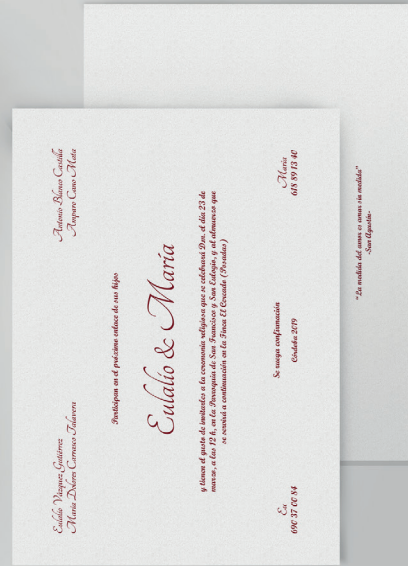 Eulalio Vázquez Gutiérrez
María Dolores Carrasco Talavera
Antonio Blanco Castilla
Amparo Cano Mata
Participan en el próximo enlace de sus hijos
Eulalio & María
y tienen el gusto de invitarles a la ceremonia religiosa que se celebrará Dm. el día 23 de
marzo, a las 12 h, en la Parroquia de San Francisco y San Eulogio, y al almuerzo que
se servirá a continuación en la Finca El Cosende (Posadas)
Se ruega confirmación
Eu
690 37 00 84
Córdoba 2019
María
618 89 13 40
"La medida del amor es amar sin medida"
-San Agustín-